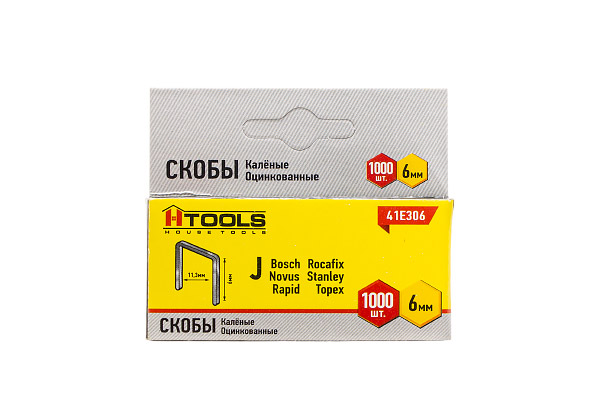 СКОБЫ
Калёные
Оцинкованные
1000
шт.
6мм
HTOOLS
HOUSE TOOLS
41E306
11,3мм
6мм
J
Bosch Rocafix
Novus Stanley
Rapid Topex
1000
шт.
6мм
СКОБЫ
Калёные
Оцинкованные